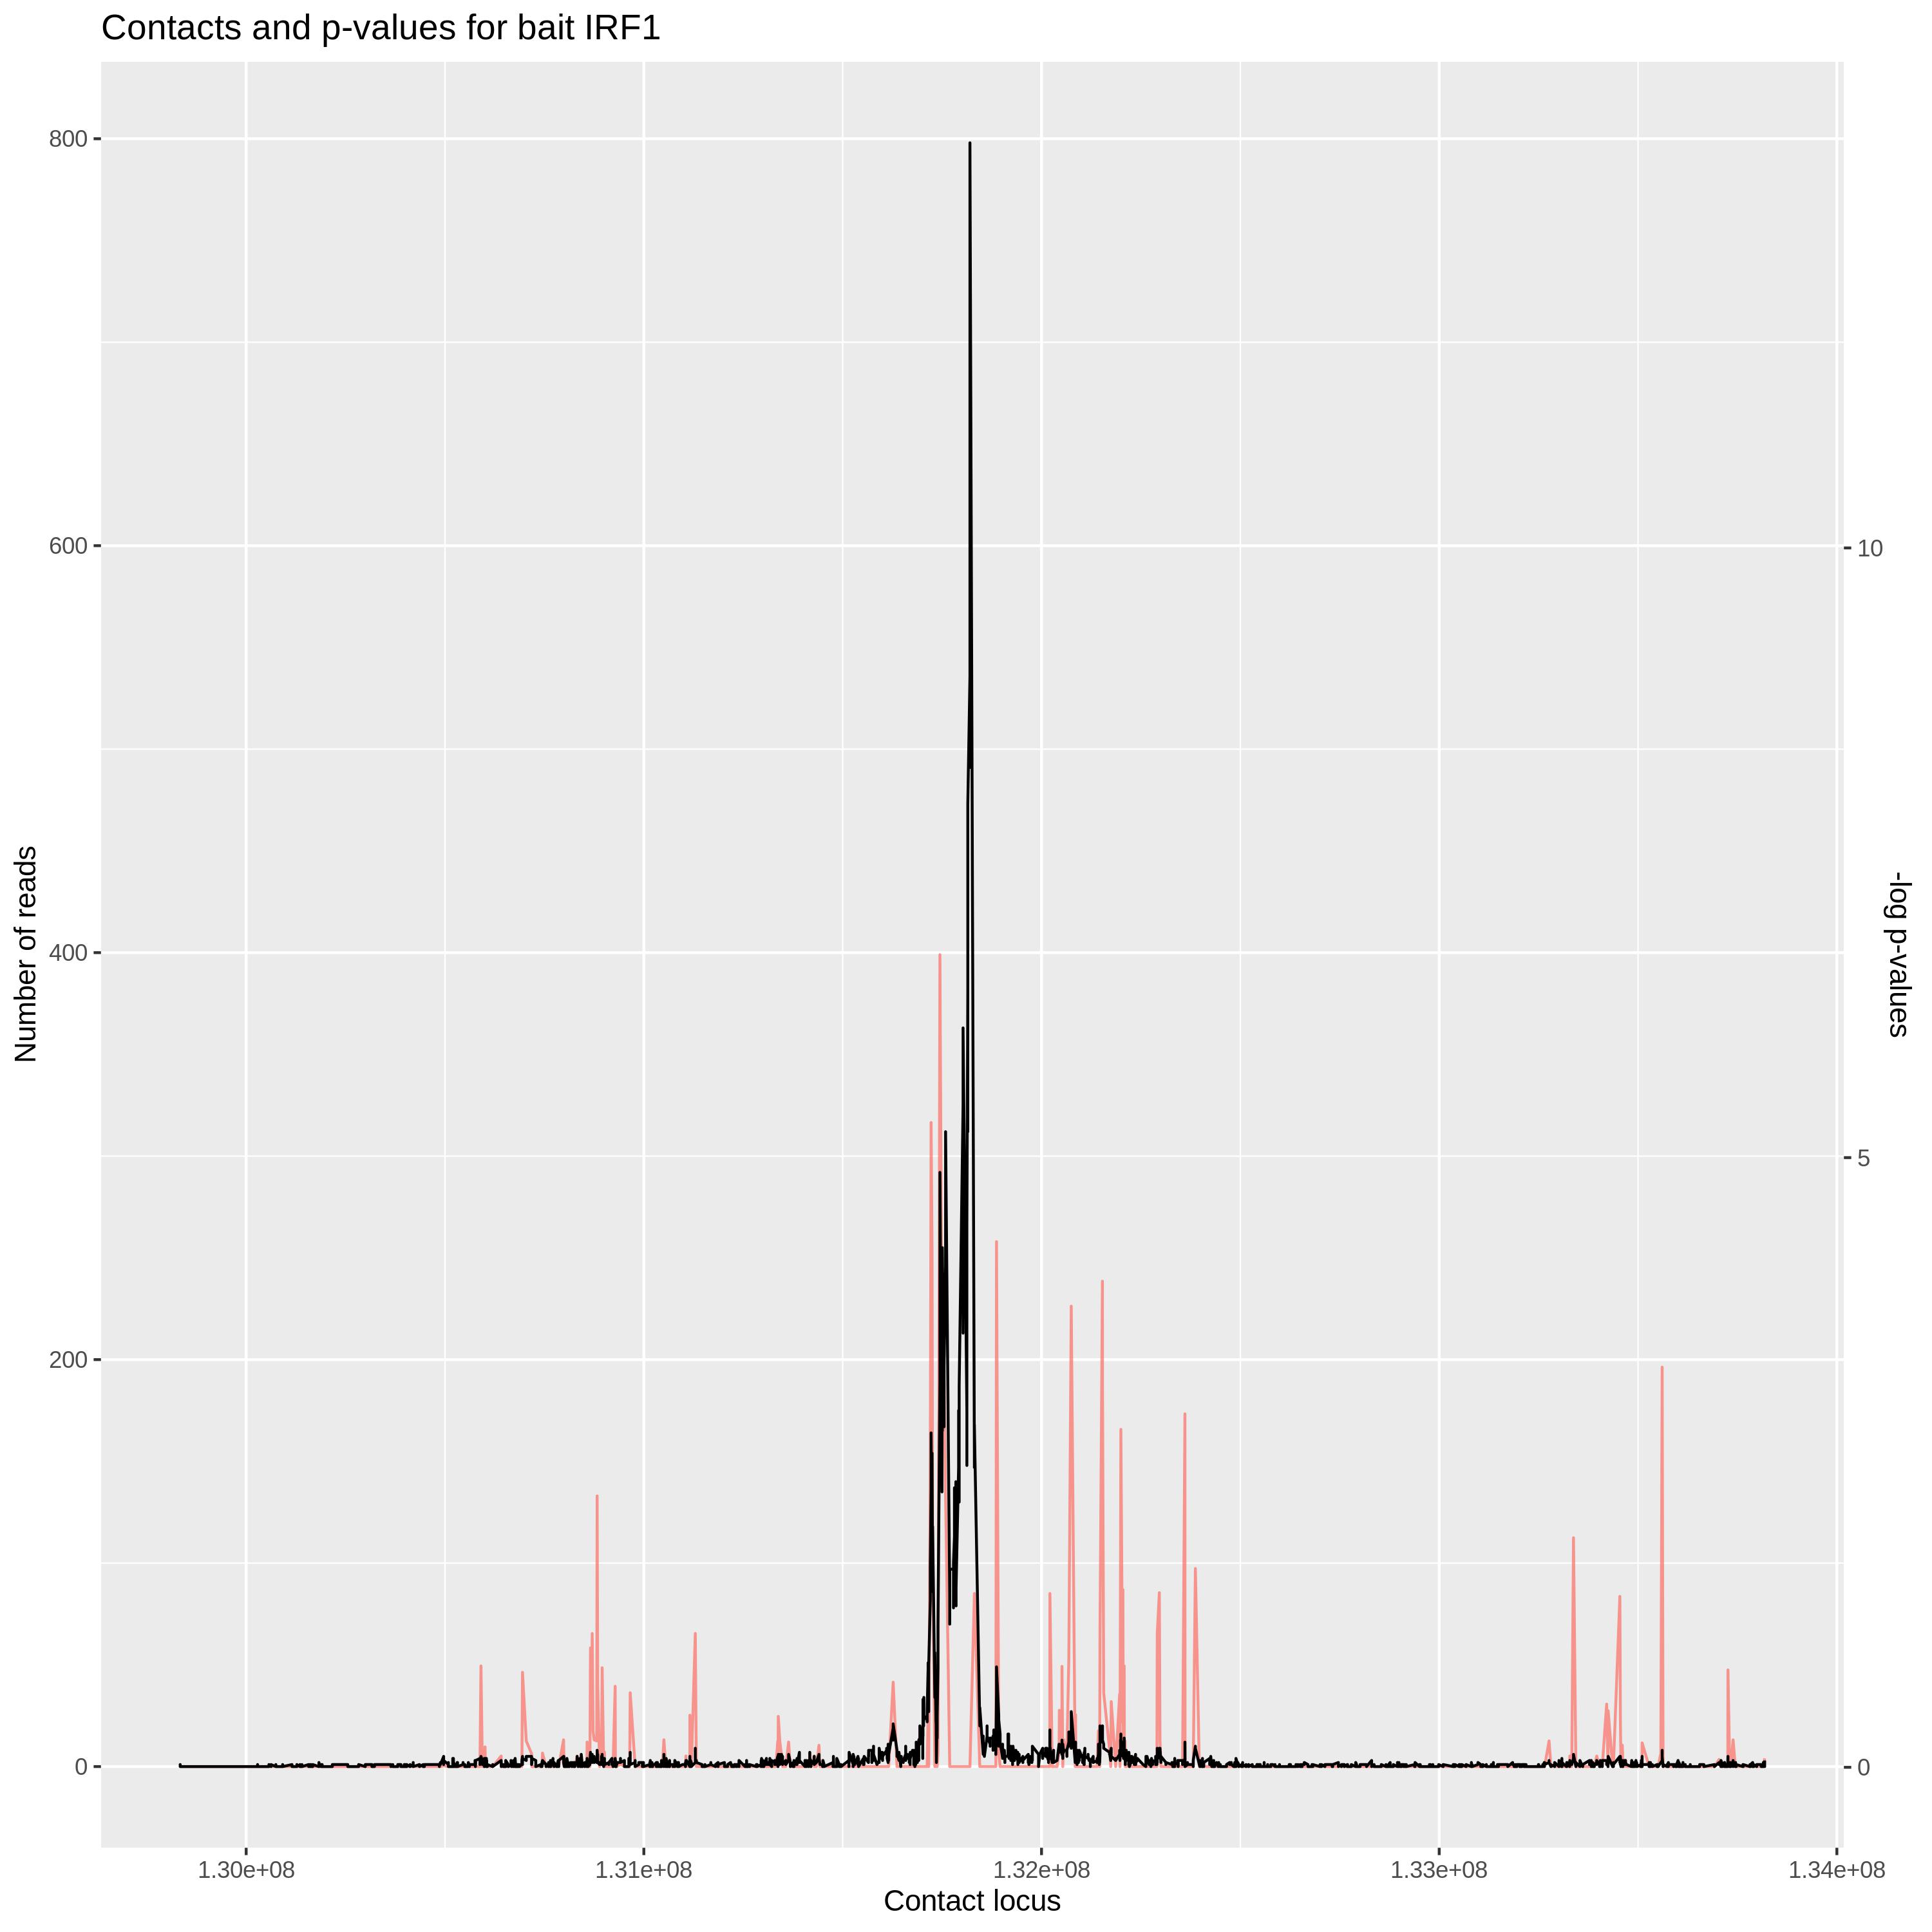 Contacts and p-values for bait IRF1
800
600
400
200
0
Number of reads
10
5
0
-log p-values
1.30e+08
1.31e+08
1.32e+08
1.33e+08
1.34e+08
Contact locus